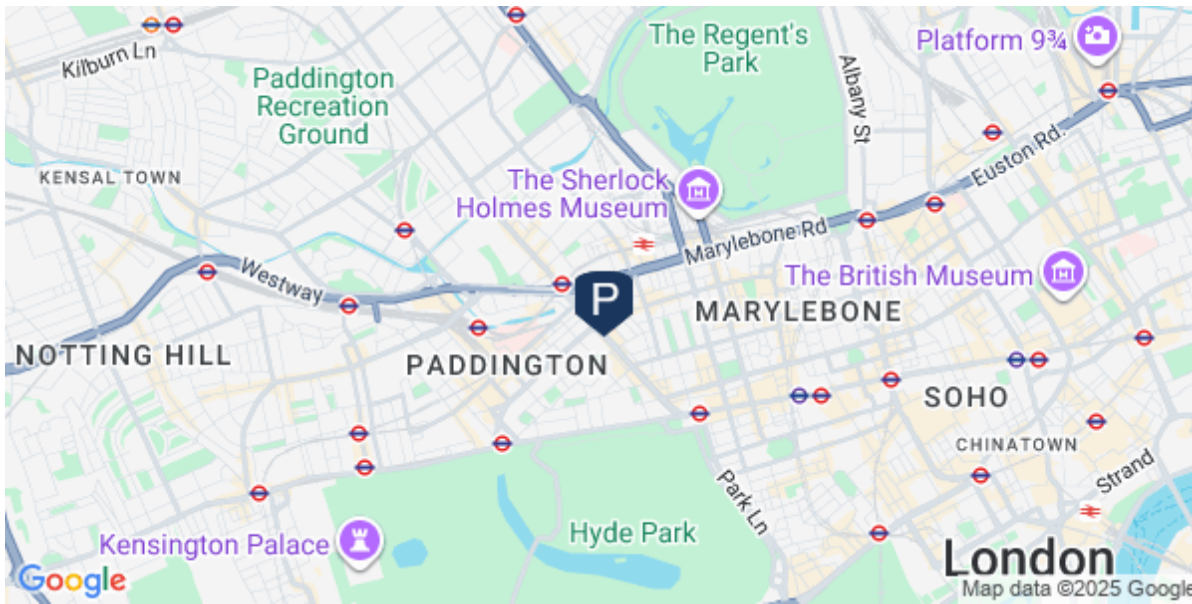 Kilburn Ln
Paddington
Recreation
Ground
The Regent's
Park
Albany St
Platform 9¾
Euston Rd.
KENSAL TOWN
The Sherlock
Holmes Museum
Marylebone Rd
Westway
P
The British Museum
MARYLEBONE
NOTTING HILL
PADDINGTON
SOHO
CHINATOWN
Strand
Park Ln
Hyde Park
Kensington Palace
London
Google
Map data ©2025 Google